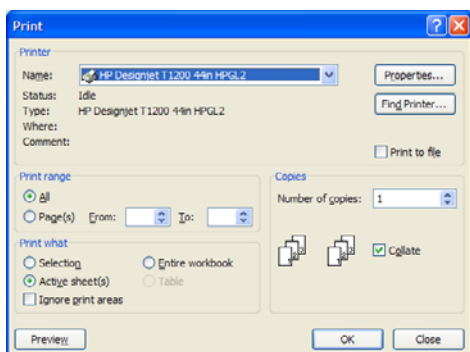 Print
Printer
Name: HP Designjet T1200 44in HPGL2
Properties...
Status: Idle
Find Printer...
Type: HP Designjet T1200 44in HPGL2
Where:
Comment:
Print to file
Print range
All
Page(s) From: To:
Copies
Number of copies: 1
Collate
Print what
Selection Entire workbook
Active sheet(s) Table
Ignore print areas
Preview OK Close